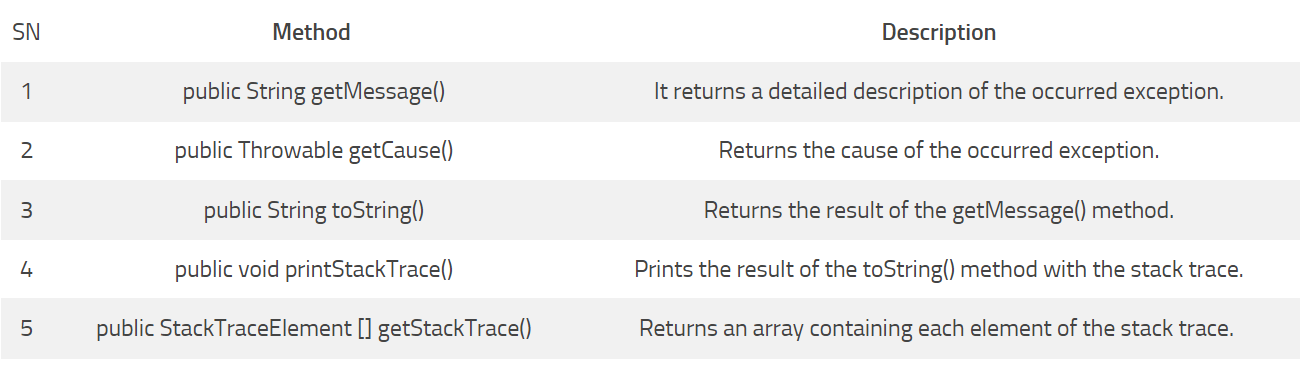 SN Method Description
1 public String getMessage() It returns a detailed description of the occurred exception.
2 public Throwable getCause() Returns the cause of the occurred exception.
3 public String toString() Returns the result of the getMessage() method.
4 public void printStackTrace() Prints the result of the toString() method with the stack trace.
5 public StackTraceElement [] getStackTrace() Returns an array containing each element of the stack trace.